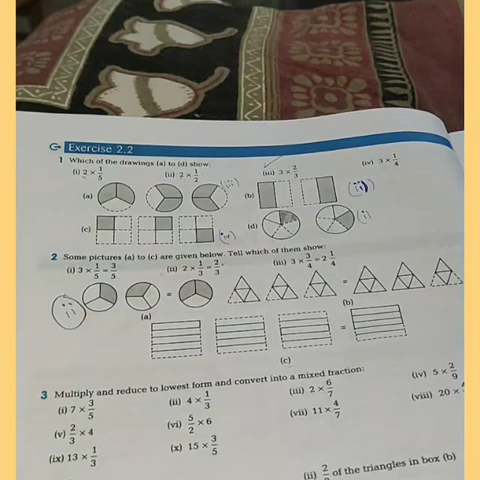 Exercise 2.2
1 Which of the drawings (a) to (d) show:
(i) 2 × 1/5 (ii) 2 × 1/2 (iii) 3 × 2/3 (iv) 3 × 1/4
(a) (iii) (b) (ii)
(c) (iv) (d) (i)
2 Some pictures (a) to (c) are given below. Tell which of them show:
(i) 3 × 1/5 = 3/5 (ii) 2 × 1/3 = 2/3 (iii) 3 × 3/4 = 2 1/4
= =
(a) (b)
=
(c)
3 Multiply and reduce to lowest form and convert into a mixed fraction:
(i) 7 × 3/5 (ii) 4 × 1/3 (iii) 2 × 6/7 (iv) 5 × 2/9
(v) 2/3 × 4 (vi) 5/2 × 6 (vii) 11 × 4/7 (viii) 20 ×
(ix) 13 × 1/3 (x) 15 × 3/5
(ii) of the triangles in box (b)